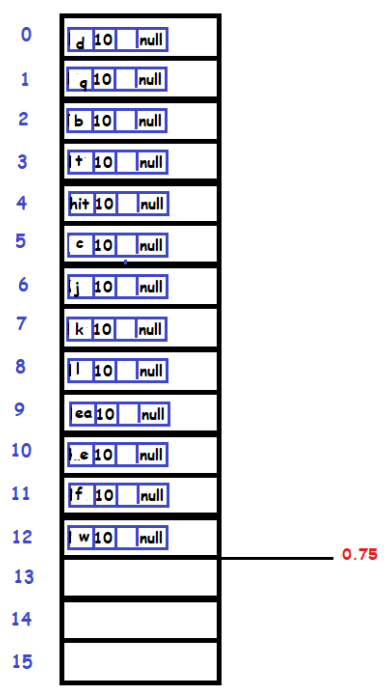 0 d 10 null
1 q 10 null
2 b 10 null
3 t 10 null
4 hit 10 null
5 c 10 null
6 j 10 null
7 k 10 null
8 l 10 null
9 ea 10 null
10 e 10 null
11 f 10 null
12 w 10 null
0.75
13
14
15